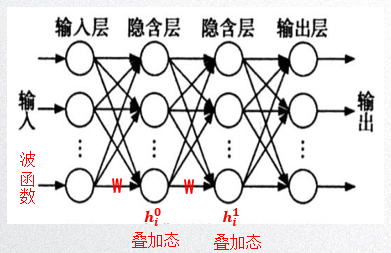 输入层 隐含层 隐含层 输出层
输入
输出
⋮ ⋮ ⋮ ⋮
波函数
W W
h_i^0 h_i^1
叠加态 叠加态